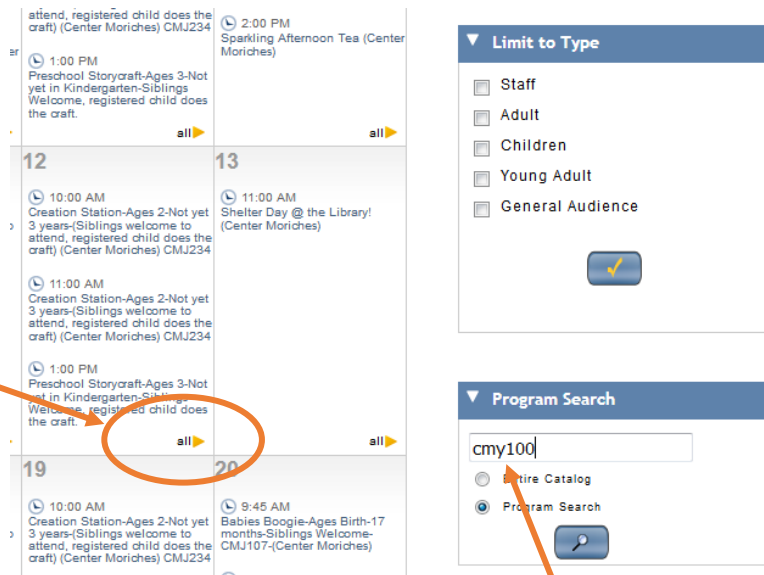 attend, registered child does the
craft) (Center Moriches) CMJ234
1:00 PM
Preschool Storycraft-Ages 3-Not
yet in Kindergarten-Siblings
Welcome, registered child does
the craft.
all
2:00 PM
Sparkling Afternoon Tea (Center
Moriches)
all
12
10:00 AM
Creation Station-Ages 2-Not yet
3 years-(Siblings welcome to
attend, registered child does the
craft) (Center Moriches) CMJ234
11:00 AM
Creation Station-Ages 2-Not yet
3 years-(Siblings welcome to
attend, registered child does the
craft) (Center Moriches) CMJ234
1:00 PM
Preschool Storycraft-Ages 3-Not
yet in Kindergarten-Siblings
Welcome, registered child does
the craft.
all
13
11:00 AM
Shelter Day @ the Library!
(Center Moriches)
all
19
10:00 AM
Creation Station-Ages 2-Not yet
3 years-(Siblings welcome to
attend, registered child does the
craft) (Center Moriches) CMJ234
20
9:45 AM
Babies Boogie-Ages Birth-17
months-Siblings Welcome-
CMJ107-(Center Moriches)
Limit to Type
Staff
Adult
Children
Young Adult
General Audience
Program Search
cmy100
Entire Catalog
Program Search